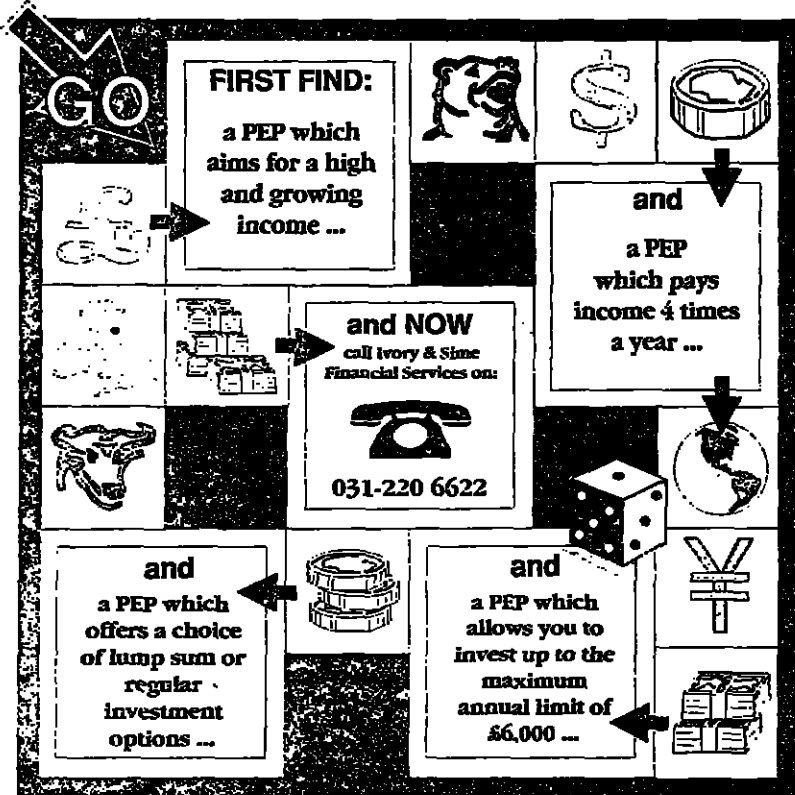 GO
FIRST FIND:
a PEP which
aims for a high
and growing
income ...
and
a PEP
which pays
income 4 times
a year ...
and
a PEP which
allows you to
invest up to the
maximum
annual limit of
£6,000 ...
and
a PEP which
offers a choice
of lump sum or
regular
investment
options ...
and NOW
call Ivory & Sime
Financial Services on:
031-220 6622